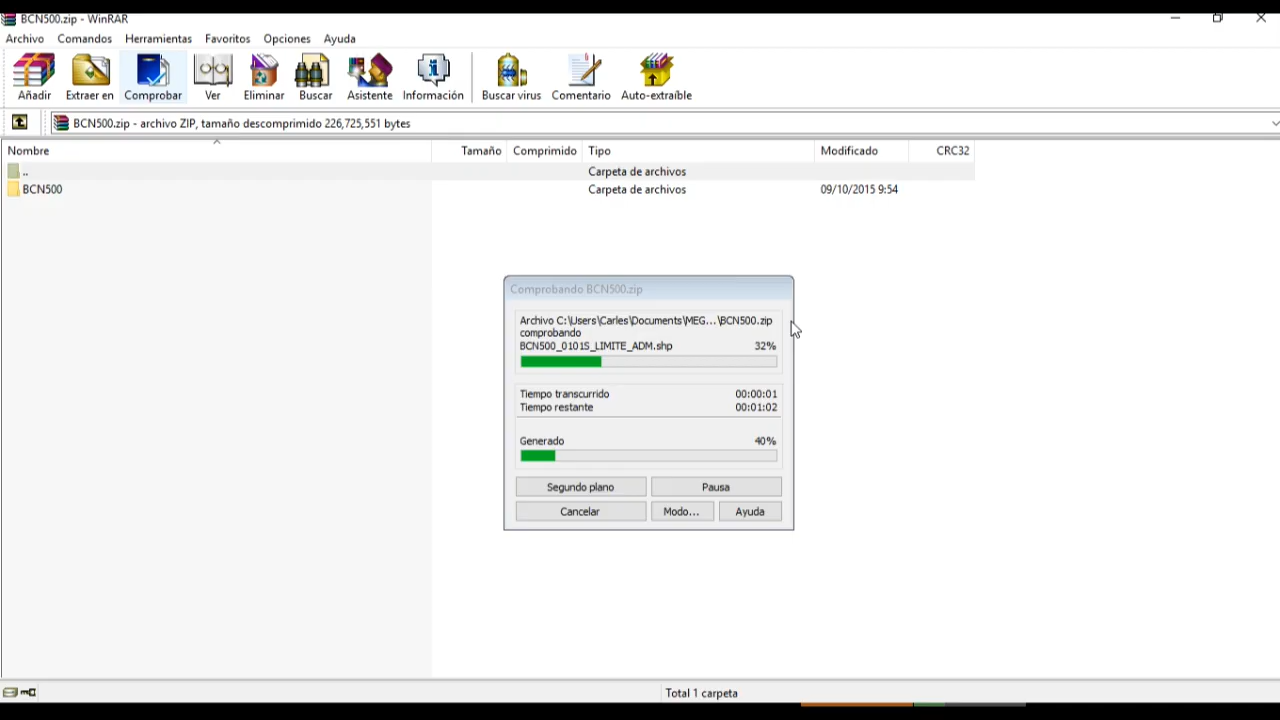 BCN500.zip - WinRAR
Archivo Comandos Herramientas Favoritos Opciones Ayuda
Añadir Extraer en Comprobar Ver Eliminar Buscar Asistente Información Buscar virus Comentario Auto-extraíble
BCN500.zip - archivo ZIP, tamaño descomprimido 226,725,551 bytes
Nombre Tamaño Comprimido Tipo Modificado CRC32
.. Carpeta de archivos
BCN500 Carpeta de archivos 09/10/2015 9:54
Comprobando BCN500.zip
Archivo C:\Users\Carles\Documents\MEG...\BCN500.zip
comprobando
BCN500_0101S_LIMITE_ADM.shp 32%
Tiempo transcurrido 00:00:01
Tiempo restante 00:01:02
Generado 40%
Segundo plano Pausa
Cancelar Modo... Ayuda
Total 1 carpeta